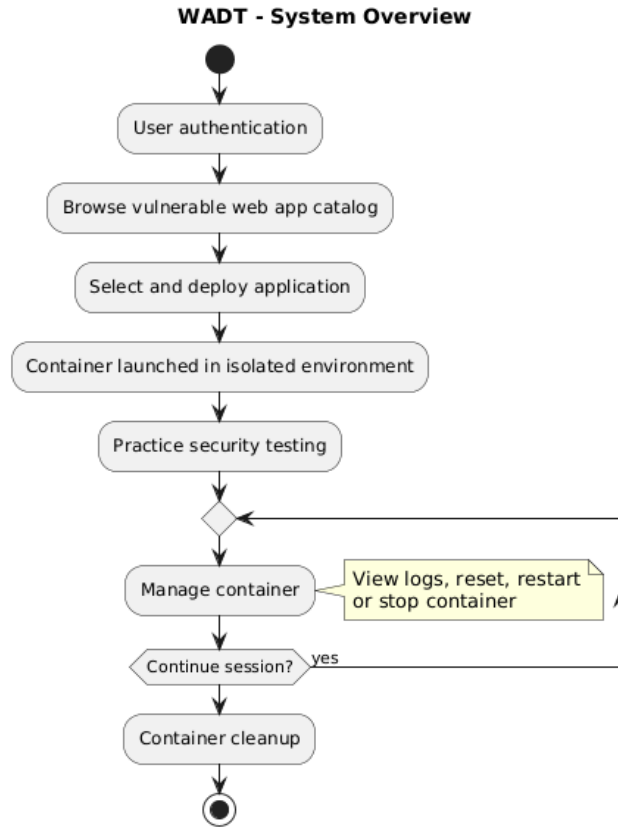 WADT - System Overview
User authentication
Browse vulnerable web app catalog
Select and deploy application
Container launched in isolated environment
Practice security testing
Manage container
View logs, reset, restart
or stop container
Continue session?
yes
Container cleanup